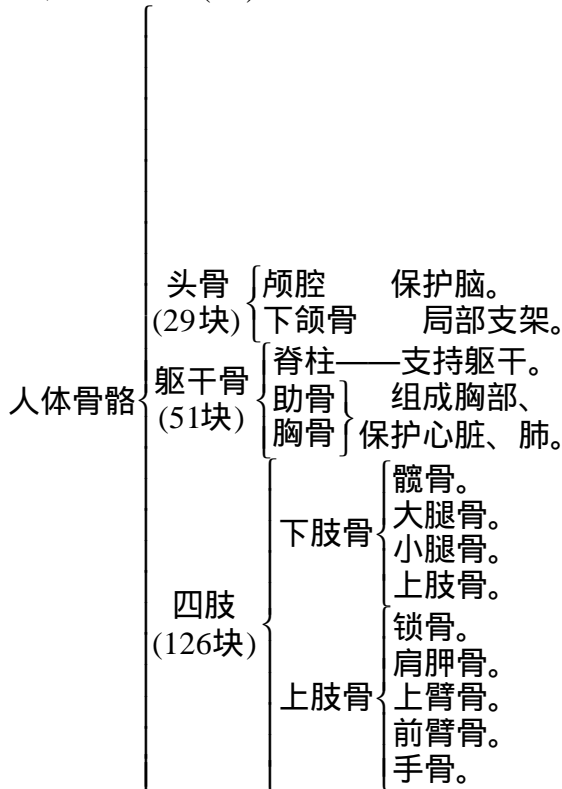 人体骨骼
头骨
(29块)
颅腔 保护脑。
下颌骨 局部支架。
躯干骨
(51块)
脊柱——支持躯干。
助骨 组成胸部、
胸骨 保护心脏、肺。
四肢
(126块)
下肢骨
髋骨。
大腿骨。
小腿骨。
上肢骨。
上肢骨
锁骨。
肩胛骨。
上臂骨。
前臂骨。
手骨。